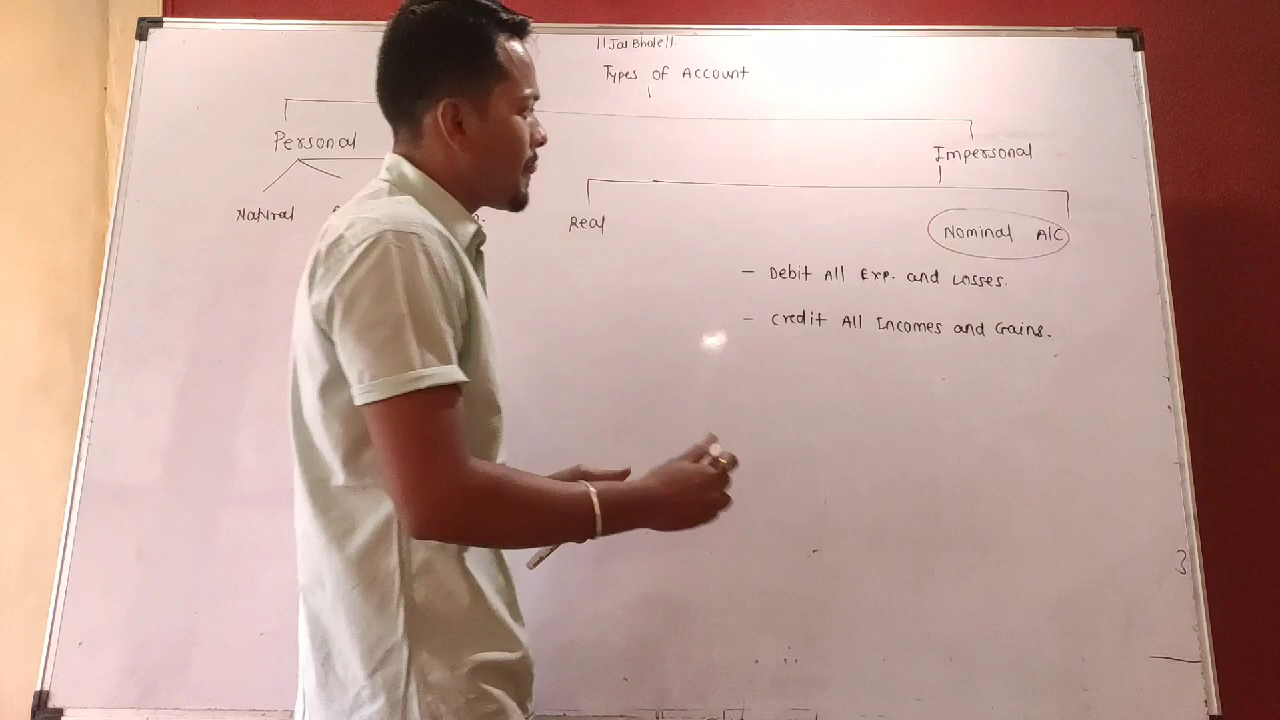 ||Jai Bhole||
Types of Account
Personal
Impersonal
Natural
Real
Nominal A/C
- Debit All Exp. and Losses.
- Credit All Incomes and Gains.
3